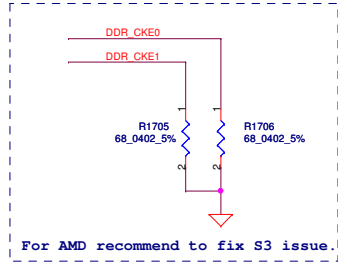 DDR_CKE0
DDR_CKE1
1
1
R1705
R1706
68_0402_5%
68_0402_5%
2
2
For AMD recommend to fix S3 issue.